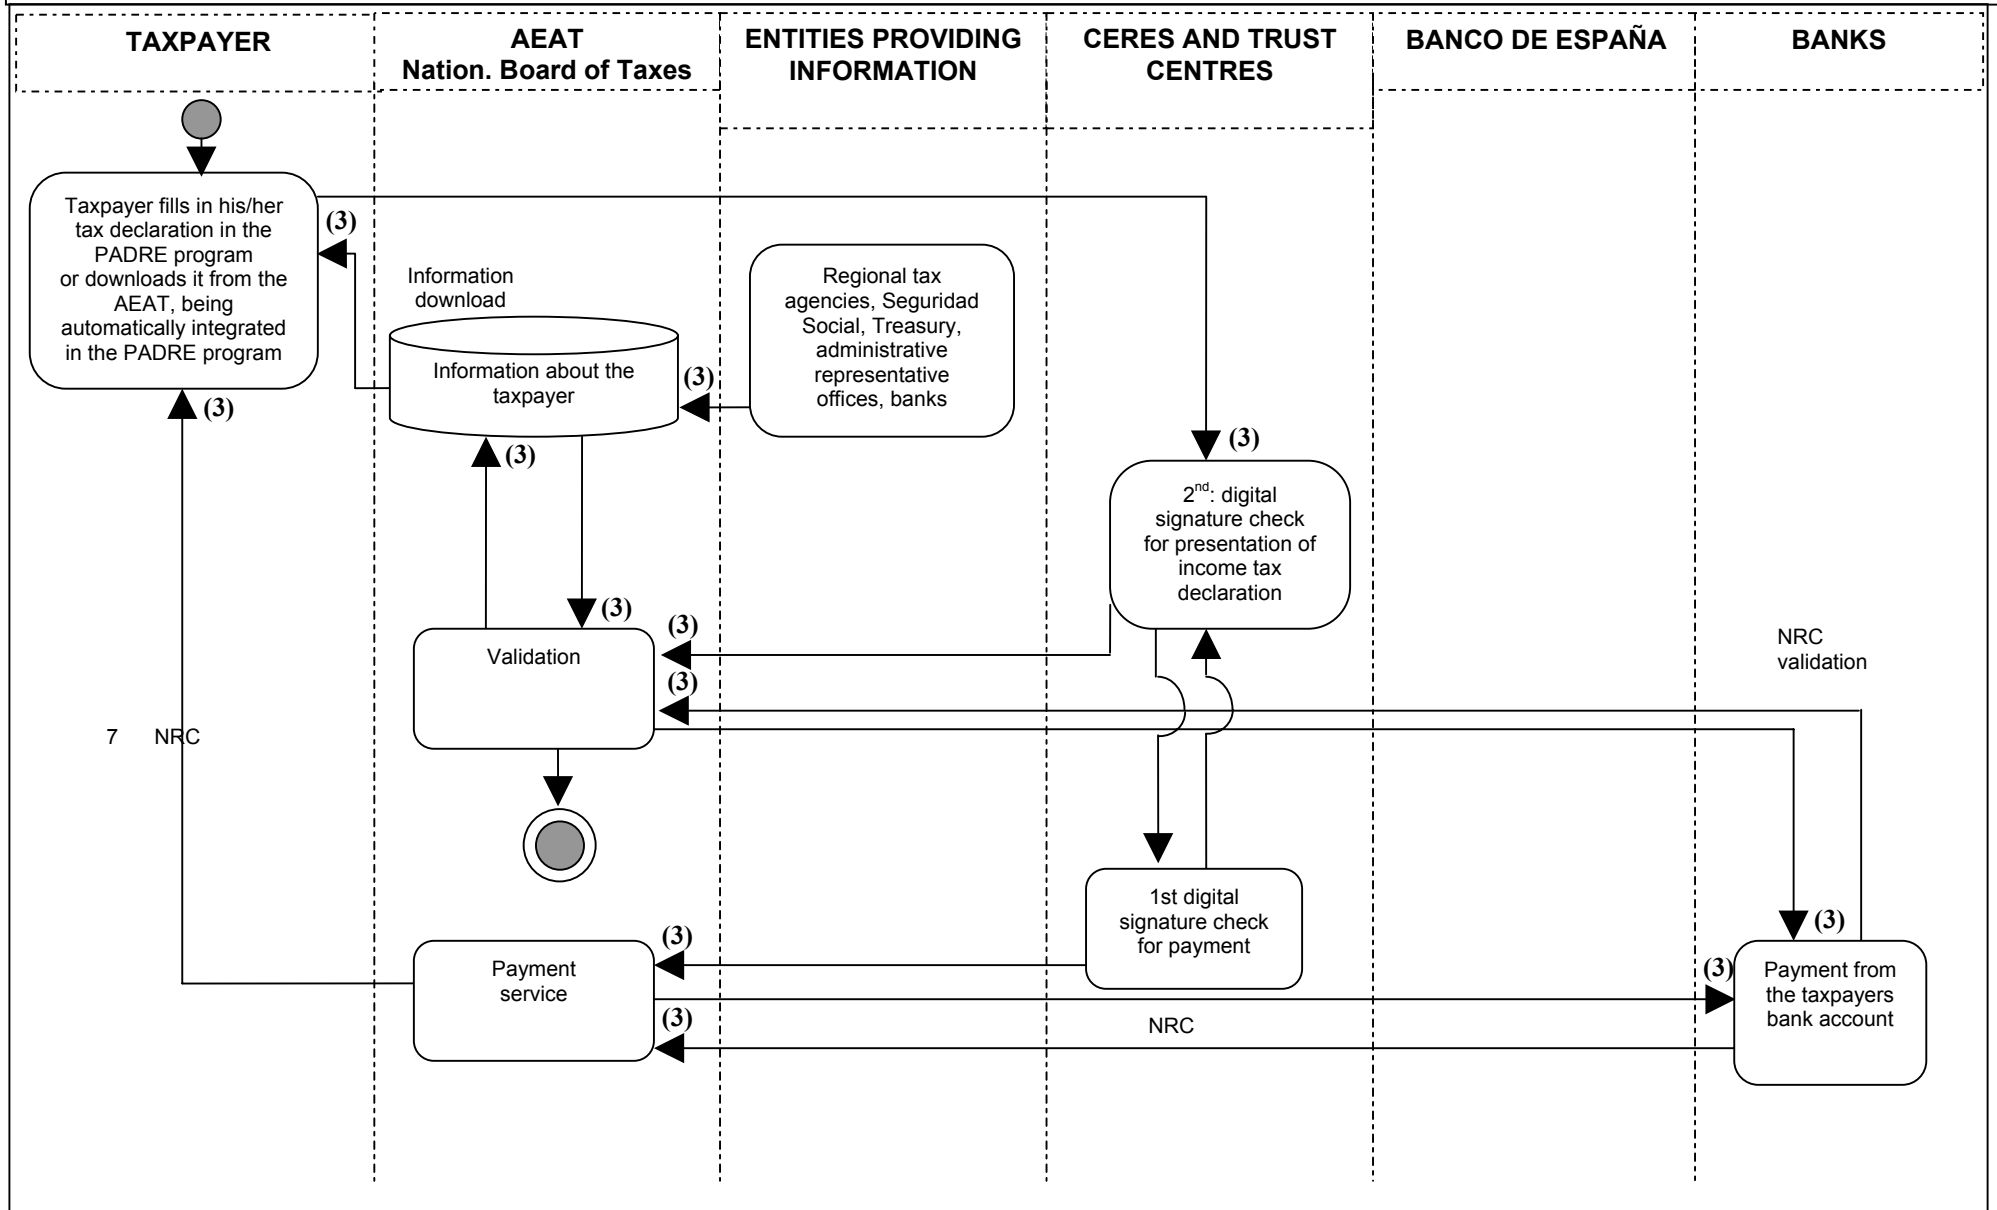 TAXPAYER
AEAT
Nation. Board of Taxes
ENTITIES PROVIDING
INFORMATION
CERES AND TRUST
CENTRES
BANCO DE ESPAÑA
BANKS
Taxpayer fills in his/her
tax declaration in the
PADRE program
or downloads it from the
AEAT, being
automatically integrated
in the PADRE program
(3)
(3)
Information
download
Information about the
taxpayer
(3)
(3)
Regional tax
agencies, Seguridad
Social, Treasury,
administrative
representative
offices, banks
(3)
2nd: digital
signature check
for presentation of
income tax
declaration
(3)
Validation
(3)
(3)
NRC
validation
7 NRC
1st digital
signature check
for payment
(3)
Payment
service
(3)
(3)
(3)
Payment from
the taxpayers
bank account
NRC
(3)